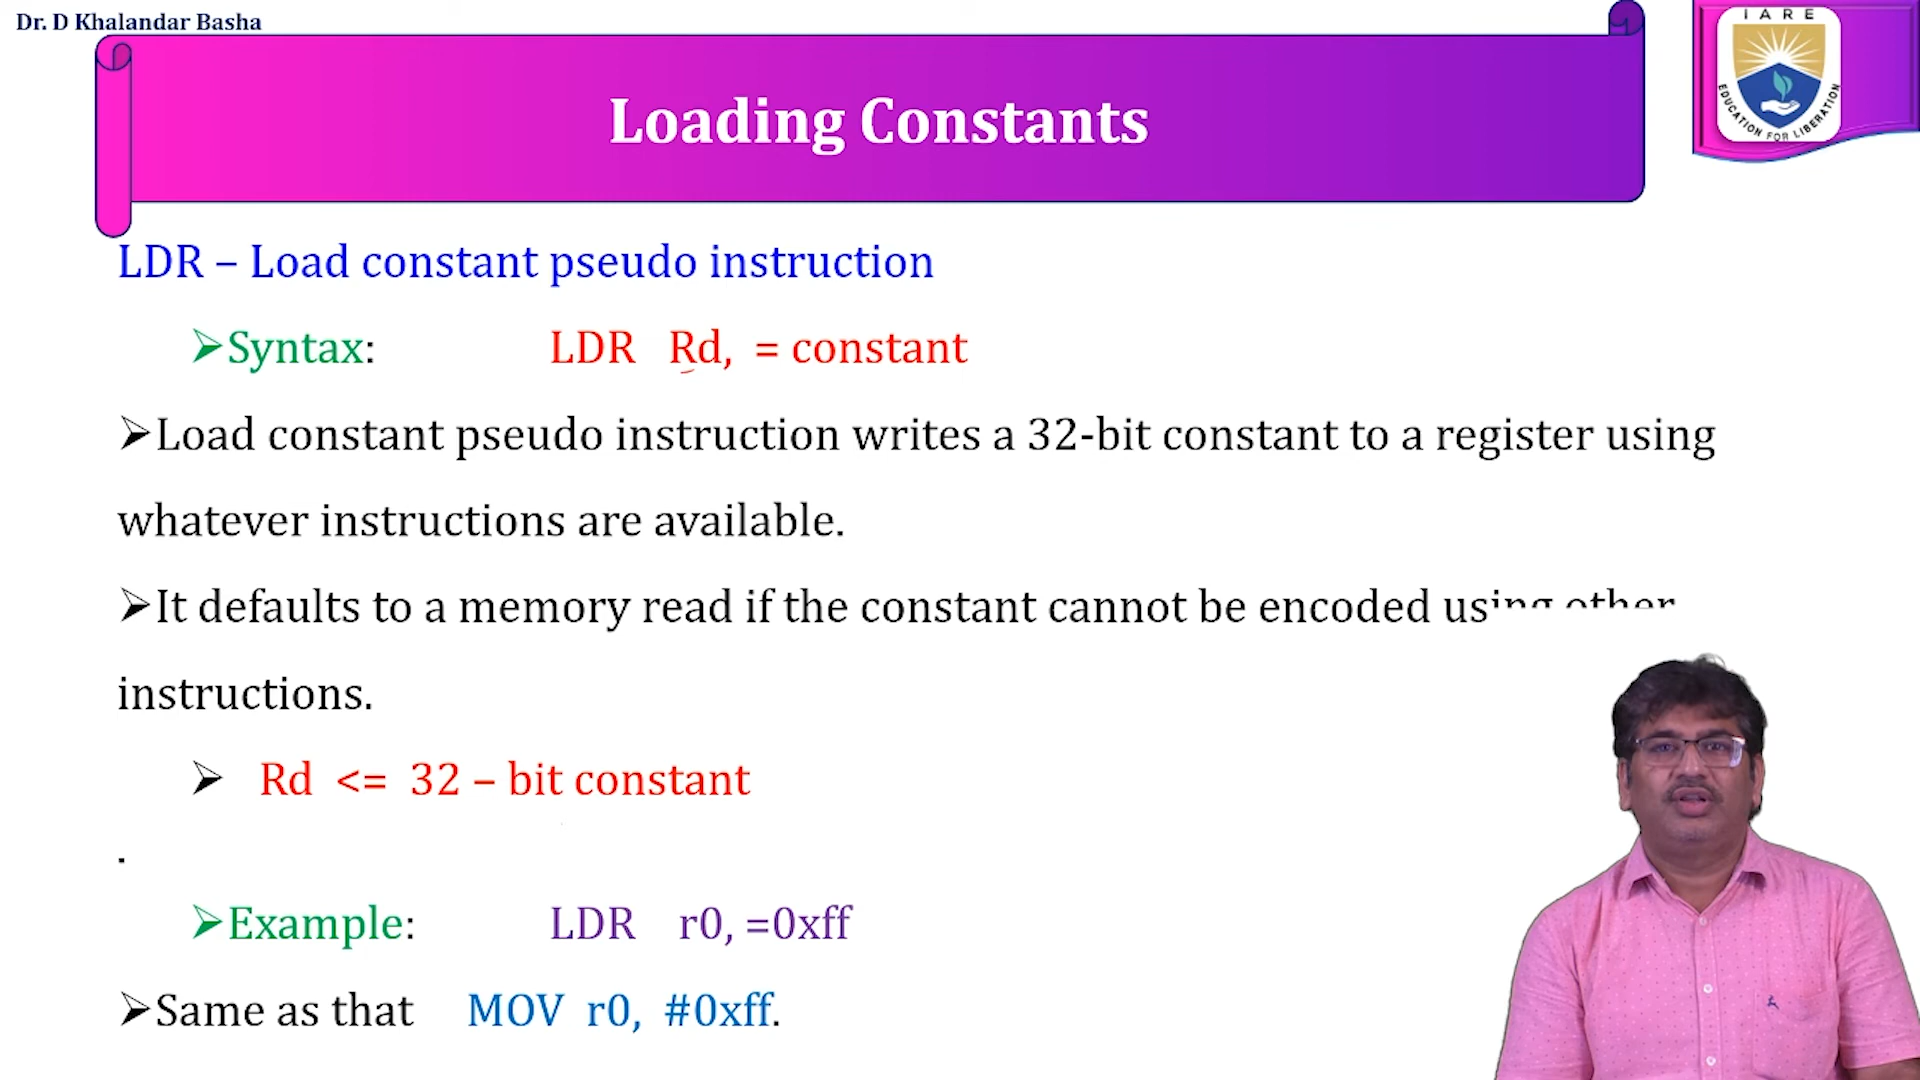 Dr. D Khalandar Basha
IARE
EDUCATION FOR LIBERATION
Loading Constants
LDR – Load constant pseudo instruction
➢Syntax: LDR Rd, = constant
➢Load constant pseudo instruction writes a 32-bit constant to a register using
whatever instructions are available.
➢It defaults to a memory read if the constant cannot be encoded using other
instructions.
➢ Rd <= 32 – bit constant
.
➢Example: LDR r0, =0xff
➢Same as that MOV r0, #0xff.